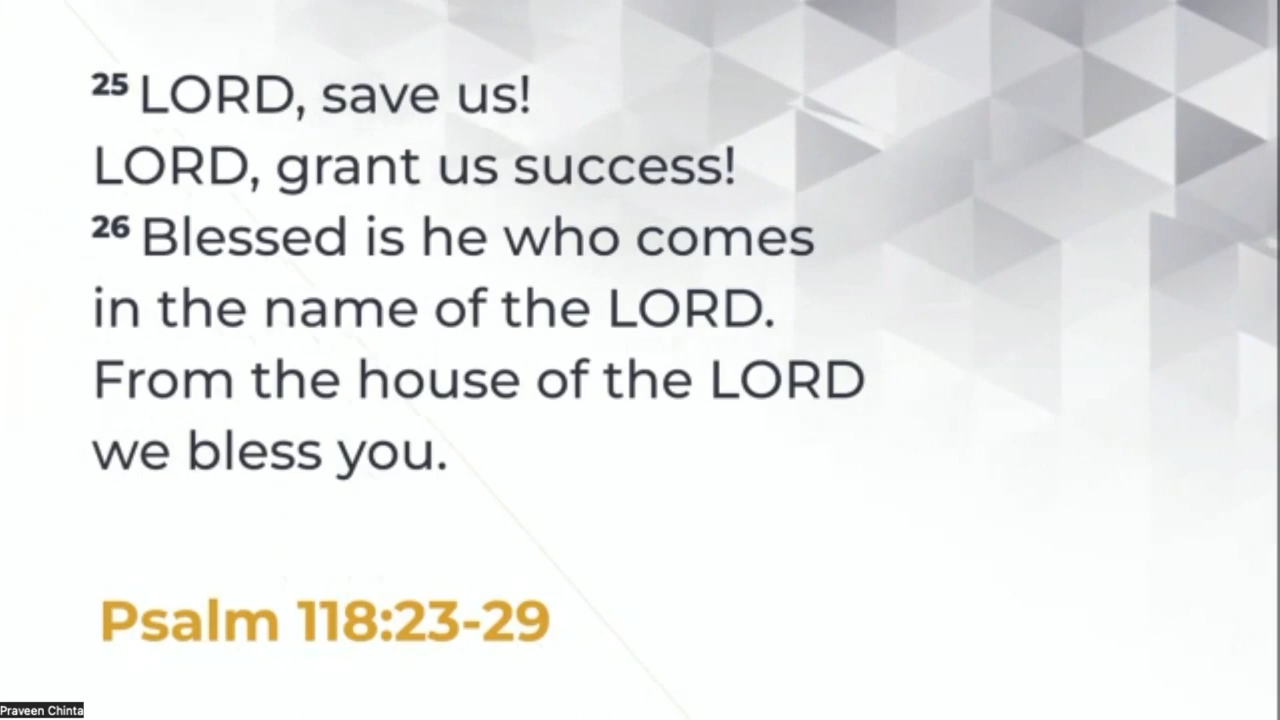 25 LORD, save us!
LORD, grant us success!
26 Blessed is he who comes
in the name of the LORD.
From the house of the LORD
we bless you.
Psalm 118:23-29
Praveen Chinta